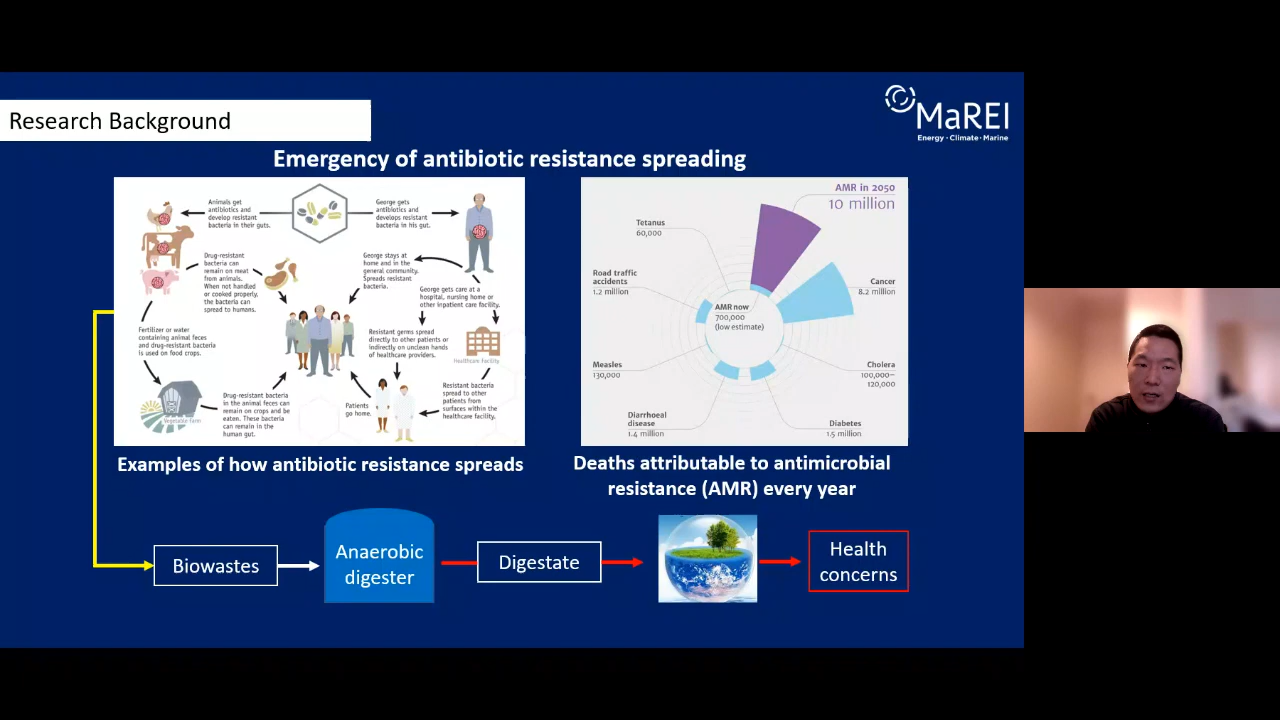 Research Background
MaREI
Energy · Climate · Marine
Emergency of antibiotic resistance spreading
Animals get
antibiotics and
develop resistant
bacteria in their guts.
George gets
antibiotics and
develops resistant
bacteria in his gut.
Drug-resistant
bacteria can
remain on meat
from animals.
When not handled
or cooked properly,
the bacteria can
spread to humans.
George stays at
home and in the
general community.
Spreads resistant
bacteria.
George gets care at a
hospital, nursing home or
other inpatient care facility.
Fertilizer or water
containing animal feces
and drug-resistant bacteria
is used on food crops.
Resistant germs spread
directly to other patients or
indirectly on unclean hands
of healthcare providers.
Healthcare Facility
Vegetable Farm
Drug-resistant bacteria
in the animal feces can
remain on crops and be
eaten. These bacteria
can remain in the
human gut.
Patients
go home.
Resistant bacteria
spread to other
patients from
surfaces within the
healthcare facility.
Examples of how antibiotic resistance spreads
AMR in 2050
10 million
Tetanus
60,000
Road traffic
accidents
1.2 million
Cancer
8.2 million
AMR now
700,000
(low estimate)
Measles
130,000
Cholera
100,000–
120,000
Diarrhoeal
disease
1.4 million
Diabetes
1.5 million
Deaths attributable to antimicrobial
resistance (AMR) every year
Biowastes
Anaerobic
digester
Digestate
Health
concerns